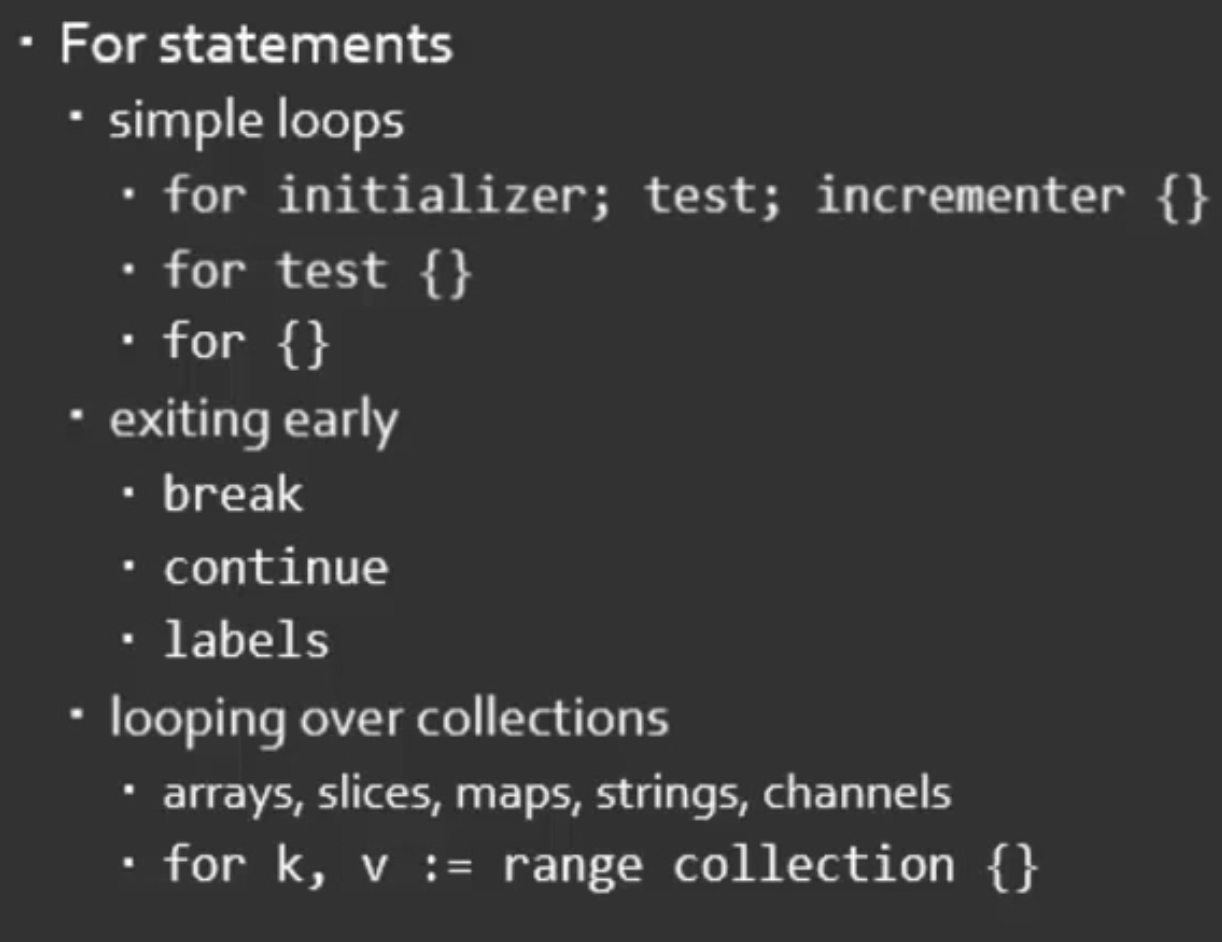 · For statements
· simple loops
· for initializer; test; incrementer {}
· for test {}
· for {}
· exiting early
· break
· continue
· labels
· looping over collections
· arrays, slices, maps, strings, channels
· for k, v := range collection {}